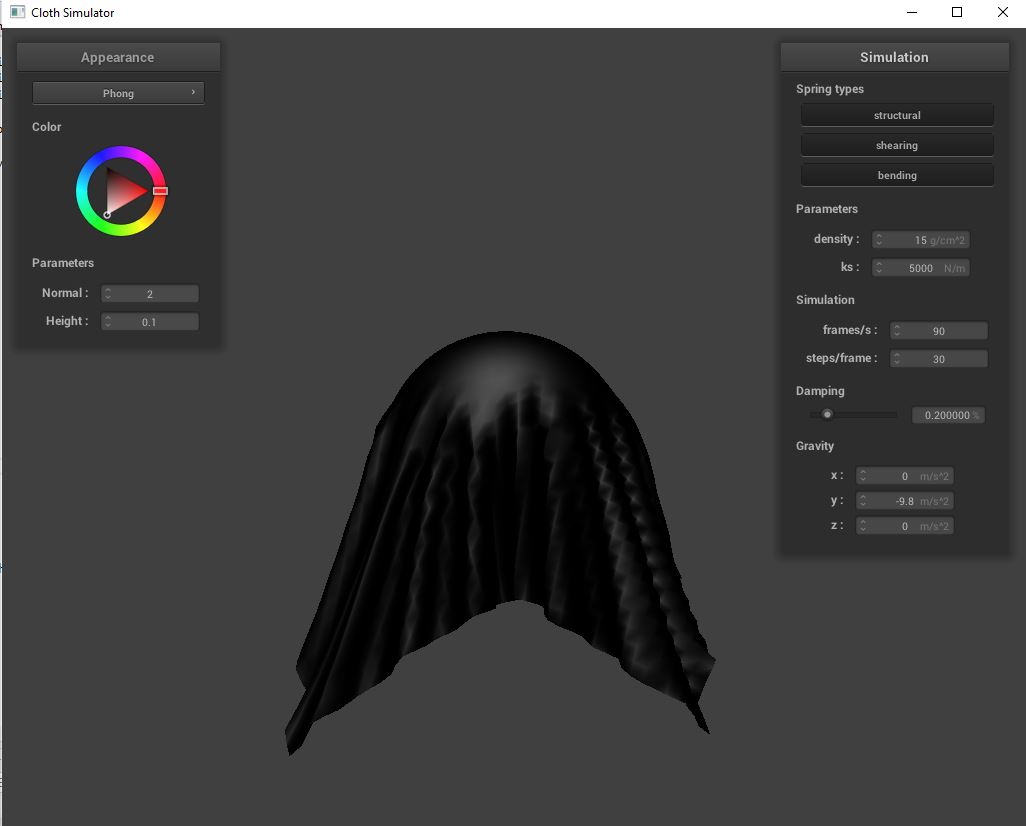 Cloth Simulator
Appearance
Phong
Color
Parameters
Normal : 2
Height : 0.1
Simulation
Spring types
structural
shearing
bending
Parameters
density : 15 g/cm^2
ks : 5000 N/m
Simulation
frames/s : 90
steps/frame : 30
Damping
0.200000 %
Gravity
x : 0 m/s^2
y : -9.8 m/s^2
z : 0 m/s^2